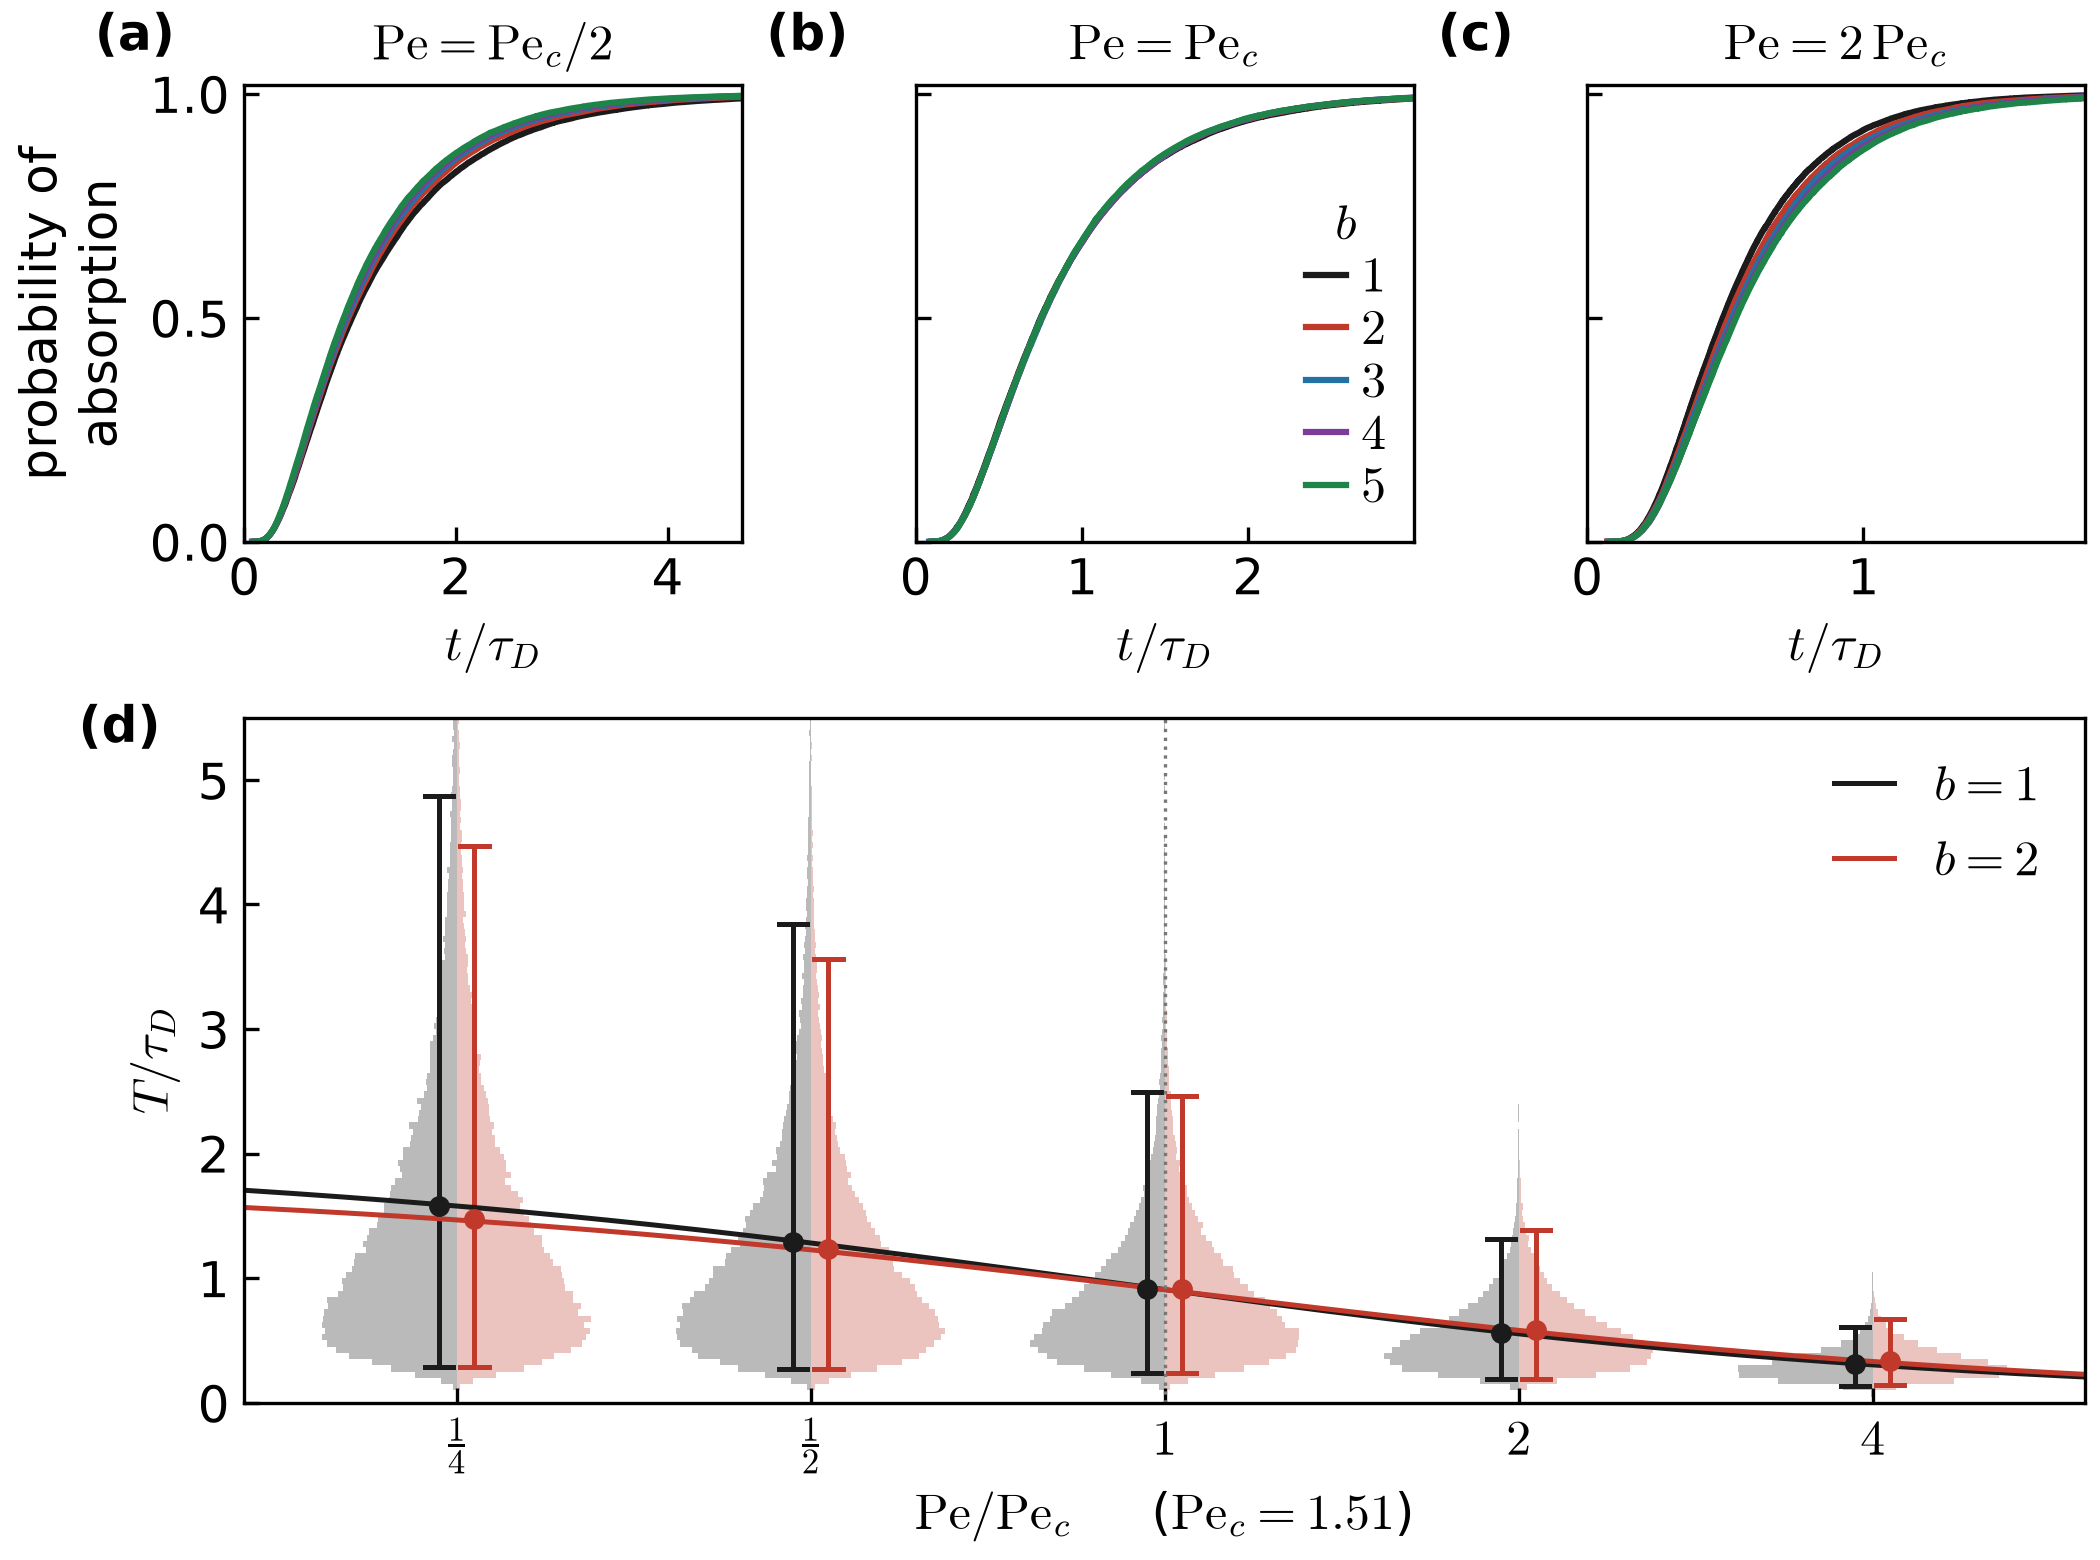 (a)
Pe = Pe_c/2
(b)
Pe = Pe_c
(c)
Pe = 2 Pe_c
probability of
absorption
1.0
0.5
0.0
0
2
4
t/τ_D
b
1
2
3
4
5
0
1
2
t/τ_D
0
1
t/τ_D
(d)
b = 1
b = 2
T/τ_D
5
4
3
2
1
0
1/4
1/2
1
2
4
Pe/Pe_c (Pe_c = 1.51)